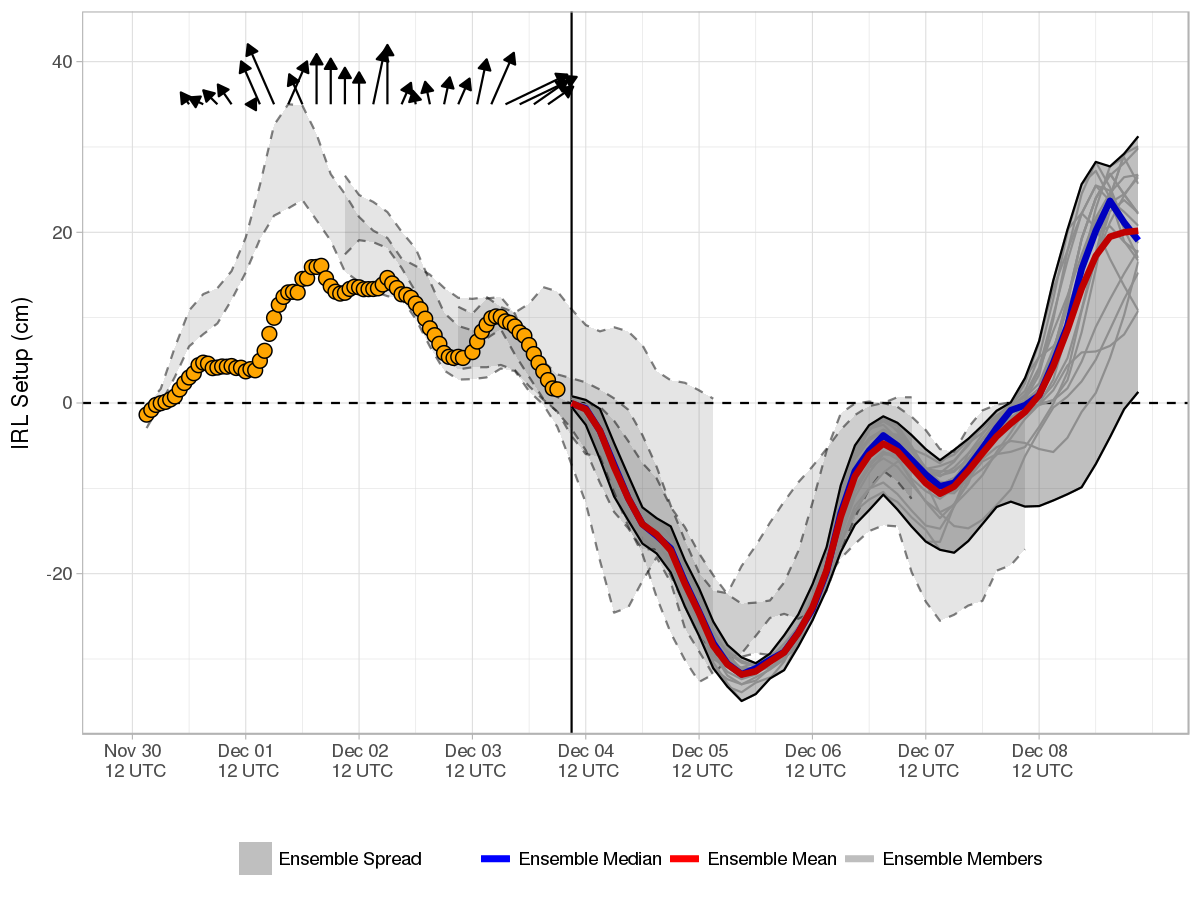 IRL Setup (cm)
40
20
0
-20
Nov 30 Dec 01 Dec 02 Dec 03 Dec 04 Dec 05 Dec 06 Dec 07 Dec 08
12 UTC 12 UTC 12 UTC 12 UTC 12 UTC 12 UTC 12 UTC 12 UTC 12 UTC
Ensemble Spread Ensemble Median Ensemble Mean Ensemble Members